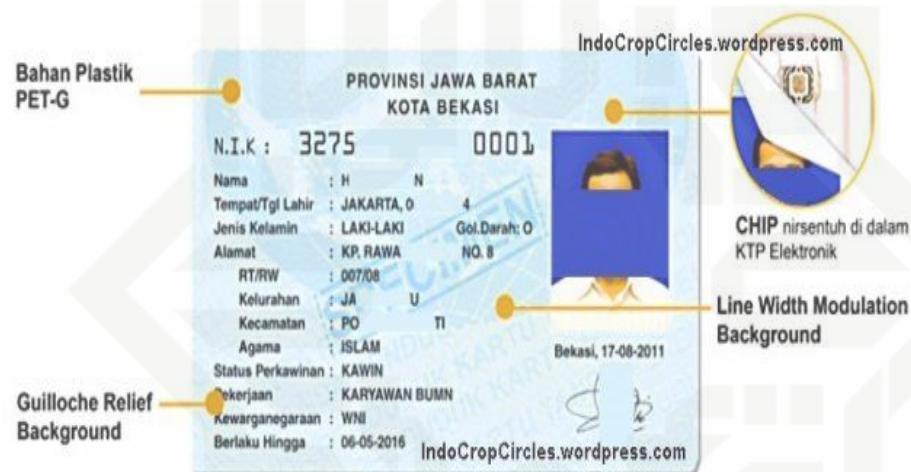 IndoCropCircles.wordpress.com
Bahan Plastik
PET-G
PROVINSI JAWA BARAT
KOTA BEKASI
N.I.K : 3275 0001
Nama : H N
Tempat/Tgl Lahir : JAKARTA, 0 4
Jenis Kelamin : LAKI-LAKI Gol.Darah: O
Alamat : KP. RAWA NO. 8
RT/RW : 007/08
Kelurahan : JA U
Kecamatan : PO TI
Agama : ISLAM
Status Perkawinan : KAWIN
Pekerjaan : KARYAWAN BUMN
Kewarganegaraan : WNI
Berlaku Hingga : 06-05-2016
SPECIMEN
Bekasi, 17-08-2011
IndoCropCircles.wordpress.com
CHIP nirsentuh di dalam
KTP Elektronik
Line Width Modulation
Background
Guilloche Relief
Background